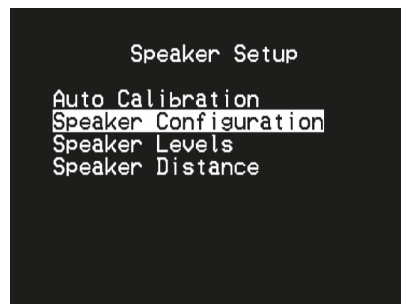 Speaker Setup
Auto Calibration
Speaker Configuration
Speaker Levels
Speaker Distance